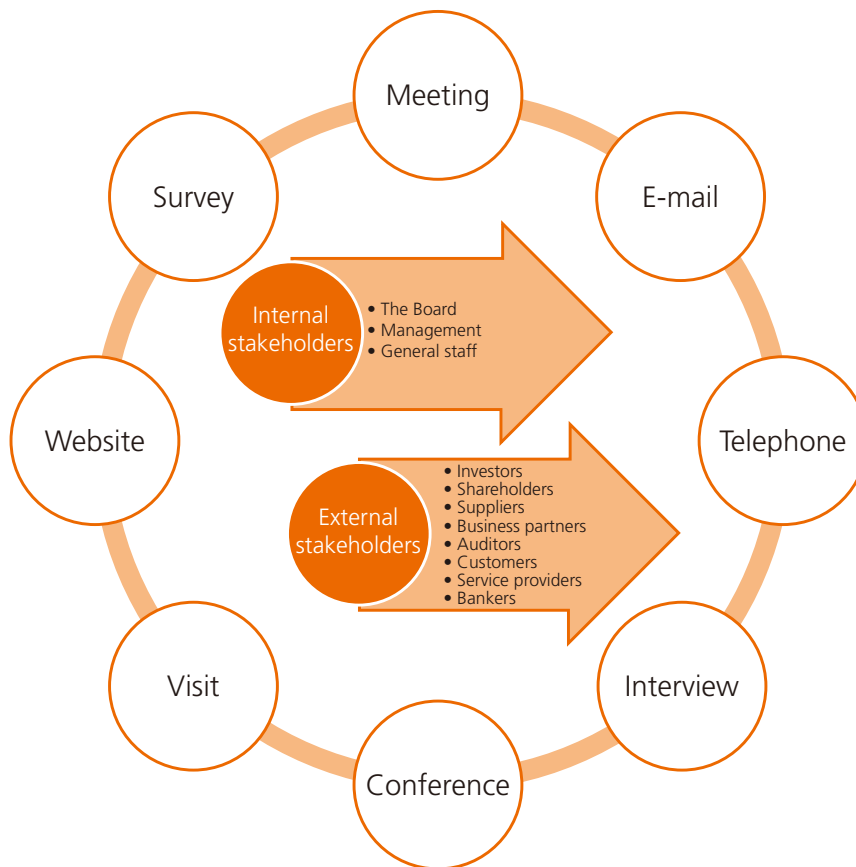 Meeting
Survey
E-mail
Internal
stakeholders
• The Board
• Management
• General staff
Website
Telephone
External
stakeholders
• Investors
• Shareholders
• Suppliers
• Business partners
• Auditors
• Customers
• Service providers
• Bankers
Visit
Interview
Conference